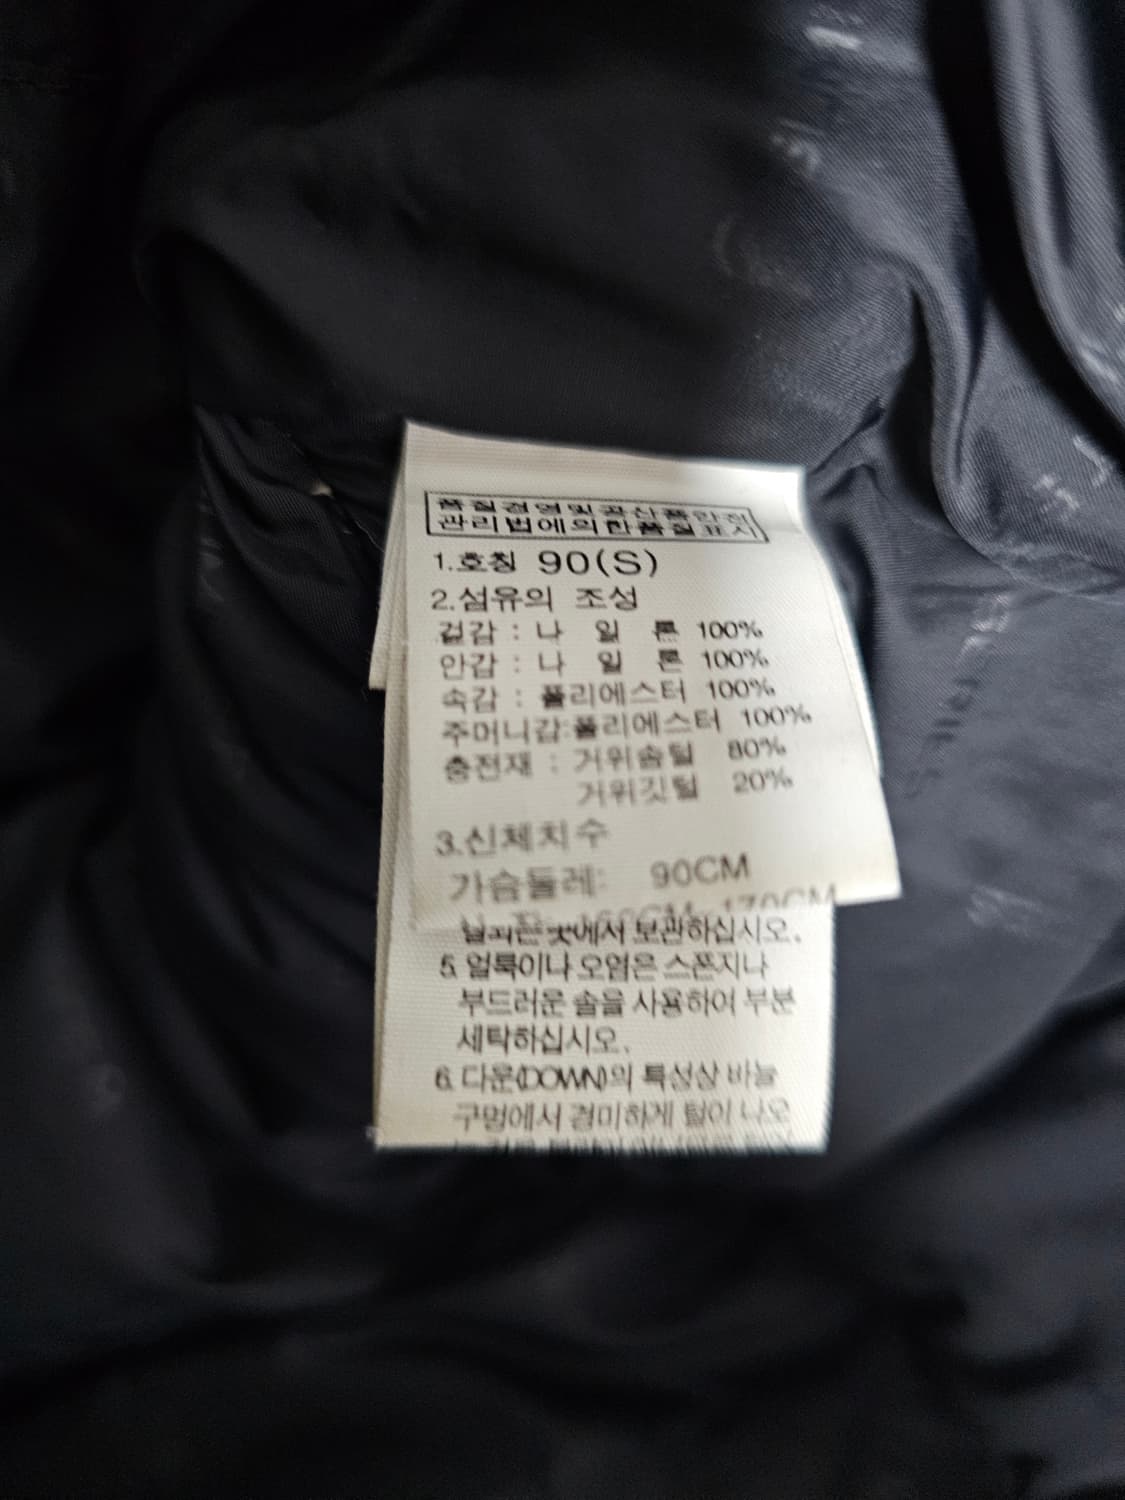 품질경영및공산품안전
관리법에의한품질표시
1.호칭 90(S)
2.섬유의 조성
겉감 : 나 일 론 100%
안감 : 나 일 론 100%
속감 : 폴리에스터 100%
주머니감:폴리에스터 100%
충전재 : 거위솜털 80%
거위깃털 20%
3.신체치수
가슴둘레: 90CM
170CM
곳에서 보관하십시오.
5. 얼룩이나 오염은 스폰지나
부드러운 솔을 사용하여 부분
세탁하십시오.
6. 다운(DOWN)의 특성상 바늘
구멍에서 경미하게 털이 나오